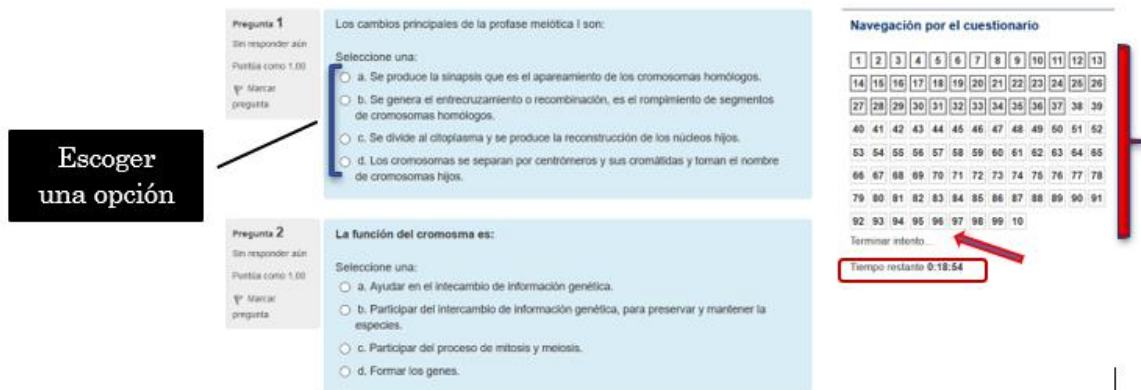 Escoger
una opción
Pregunta 1
Sin responder aún
Puntúa como 1,00
Marcar
pregunta
Los cambios principales de la profase meiótica I son:
Seleccione una:
a. Se produce la sinapsis que es el apareamiento de los cromosomas homólogos.
b. Se genera el entrecruzamiento o recombinación, es el rompimiento de segmentos
de cromosomas homólogos.
c. Se divide al citoplasma y se produce la reconstrucción de los núcleos hijos.
d. Los cromosomas se separan por centrómeros y sus cromátidas y toman el nombre
de cromosomas hijos.
Pregunta 2
Sin responder aún
Puntúa como 1,00
Marcar
pregunta
La función del cromosma es:
Seleccione una:
a. Ayudar en el intecambio de información genética.
b. Participar del intercambio de información genética, para preservar y mantener la
especies.
c. Participar del proceso de mitosis y meiosis.
d. Formar los genes.
Navegación por el cuestionario
1 2 3 4 5 6 7 8 9 10 11 12 13
14 15 16 17 18 19 20 21 22 23 24 25 26
27 28 29 30 31 32 33 34 35 36 37 38 39
40 41 42 43 44 45 46 47 48 49 50 51 52
53 54 55 56 57 58 59 60 61 62 63 64 65
66 67 68 69 70 71 72 73 74 75 76 77 78
79 80 81 82 83 84 85 86 87 88 89 90 91
92 93 94 95 96 97 98 99 10
Terminar intento...
Tiempo restante 0:18:54